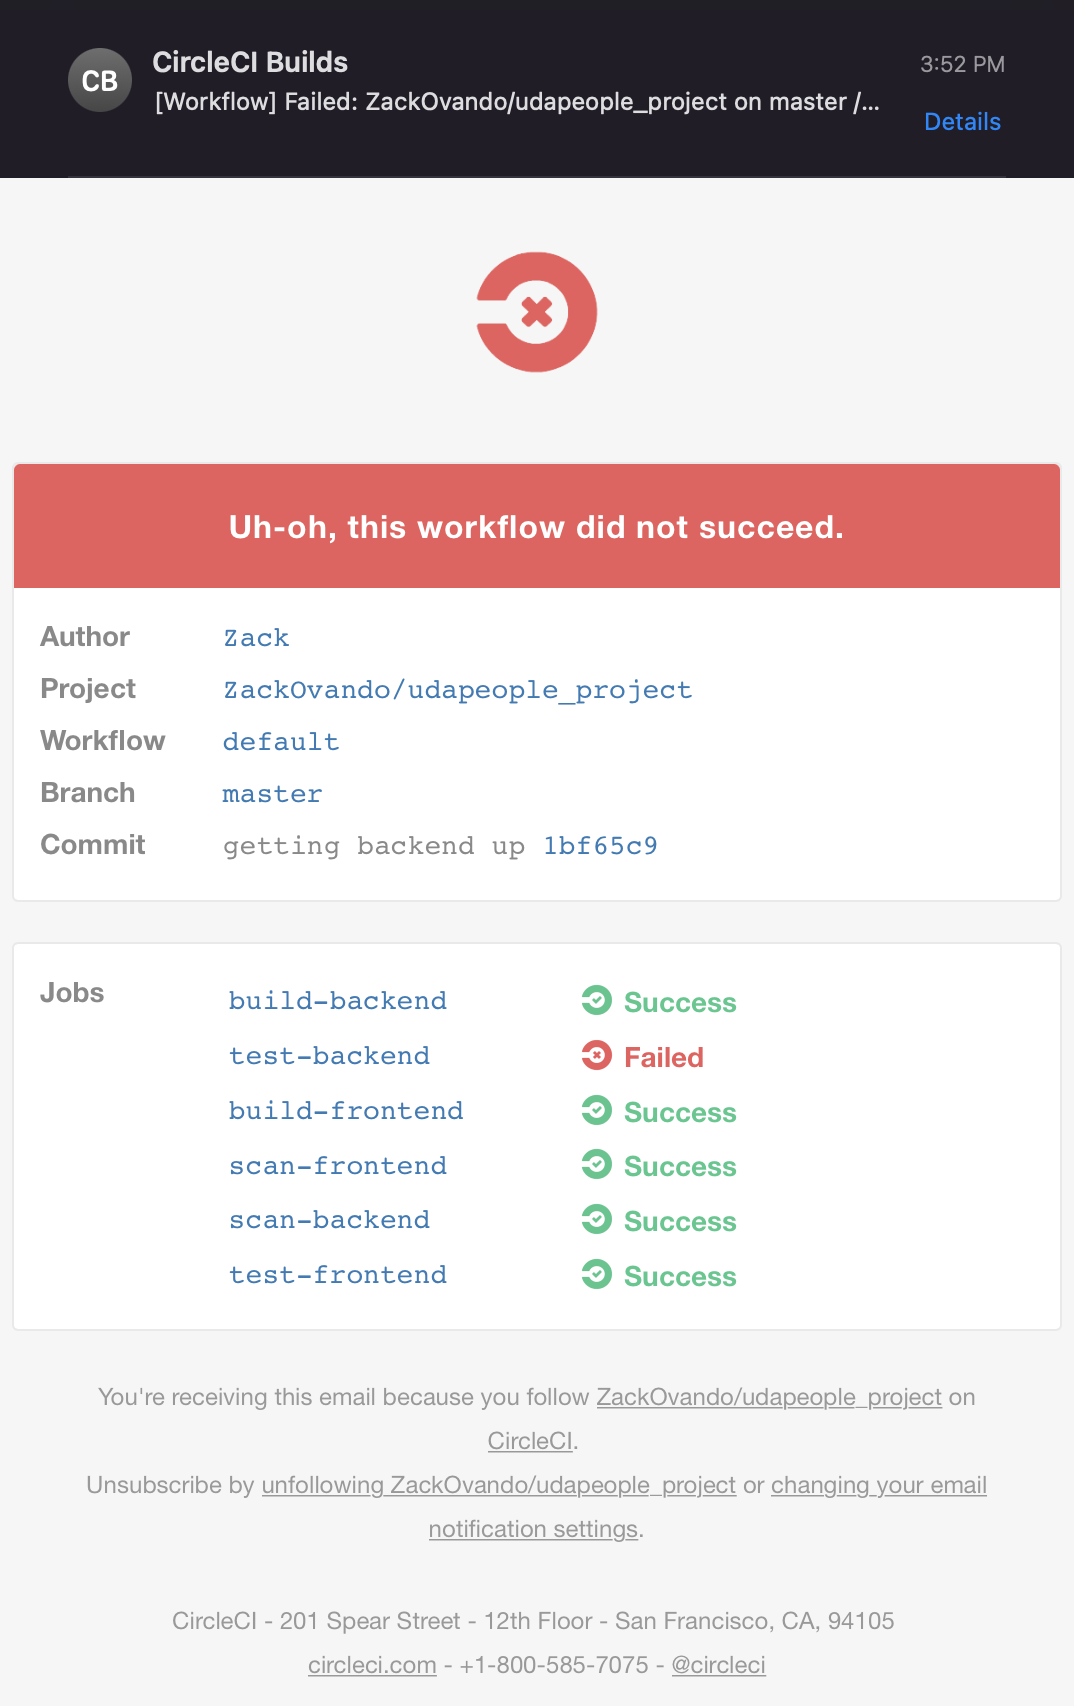 CB
CircleCI Builds
3:52 PM
[Workflow] Failed: ZackOvando/udapeople_project on master /...
Details
Uh-oh, this workflow did not succeed.
Author Zack
Project ZackOvando/udapeople_project
Workflow default
Branch master
Commit getting backend up 1bf65c9
Jobs
build-backend Success
test-backend Failed
build-frontend Success
scan-frontend Success
scan-backend Success
test-frontend Success
You're receiving this email because you follow ZackOvando/udapeople_project on
CircleCI.
Unsubscribe by unfollowing ZackOvando/udapeople_project or changing your email
notification settings.
CircleCI - 201 Spear Street - 12th Floor - San Francisco, CA, 94105
circleci.com - +1-800-585-7075 - @circleci